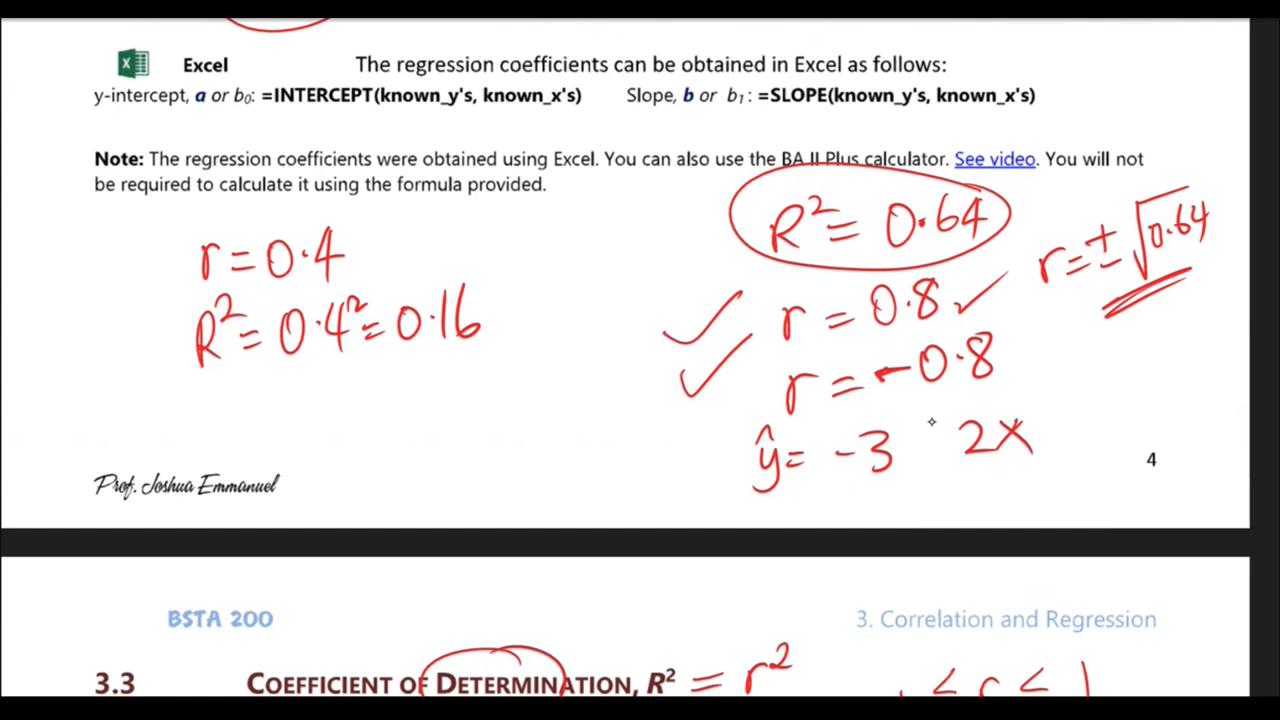 Excel The regression coefficients can be obtained in Excel as follows:
y-intercept, a or b₀: =INTERCEPT(known_y's, known_x's) Slope, b or b₁ : =SLOPE(known_y's, known_x's)
Note: The regression coefficients were obtained using Excel. You can also use the BA II Plus calculator. See video. You will not
be required to calculate it using the formula provided.
R² = 0.64
r = ± √0.64
r = 0.4
R² = 0.4² = 0.16
r = 0.8
r = -0.8
ŷ = -3 2x
Prof. Joshua Emmanuel
4
BSTA 200 3. Correlation and Regression
3.3 COEFFICIENT OF DETERMINATION, R² = r²
< r < 1